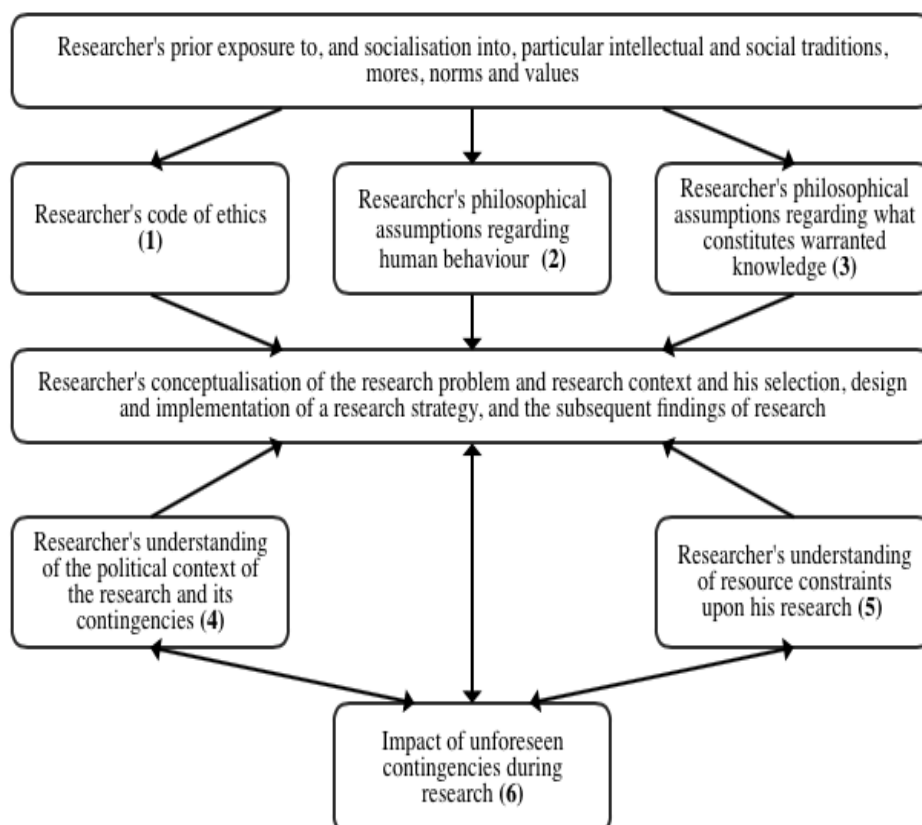 Researcher's prior exposure to, and socialisation into, particular intellectual and social traditions,
mores, norms and values
Researcher's code of ethics
(1)
Researcher's philosophical
assumptions regarding
human behaviour (2)
Researcher's philosophical
assumptions regarding what
constitutes warranted
knowledge (3)
Researcher's conceptualisation of the research problem and research context and his selection, design
and implementation of a research strategy, and the subsequent findings of research
Researcher's understanding
of the political context of
the research and its
contingencies (4)
Researcher's understanding
of resource constraints
upon his research (5)
Impact of unforeseen
contingencies during
research (6)